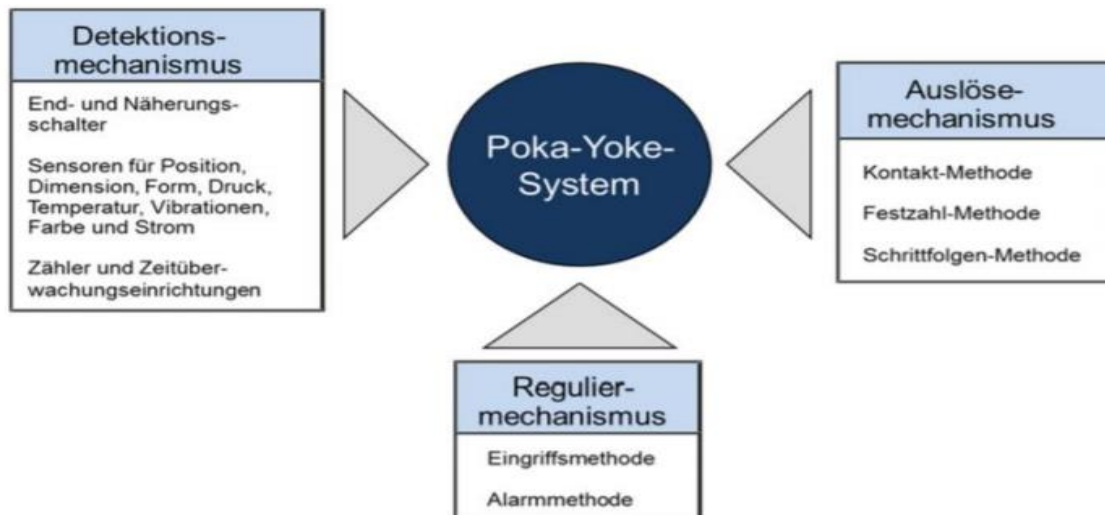 Detektions-
mechanismus
End- und Näherungs-
schalter
Sensoren für Position,
Dimension, Form, Druck,
Temperatur, Vibrationen,
Farbe und Strom
Zähler und Zeitüber-
wachungseinrichtungen
Poka-Yoke-
System
Auslöse-
mechanismus
Kontakt-Methode
Festzahl-Methode
Schrittfolgen-Methode
Regulier-
mechanismus
Eingriffsmethode
Alarmmethode